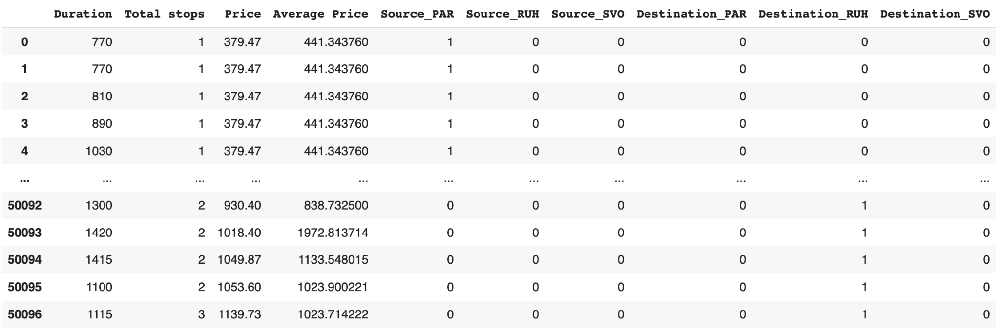 Duration Total stops Price Average Price Source_PAR Source_RUH Source_SVO Destination_PAR Destination_RUH Destination_SVO
0 770 1 379.47 441.343760 1 0 0 0 0 0
1 770 1 379.47 441.343760 1 0 0 0 0 0
2 810 1 379.47 441.343760 1 0 0 0 0 0
3 890 1 379.47 441.343760 1 0 0 0 0 0
4 1030 1 379.47 441.343760 1 0 0 0 0 0
... ... ... ... ... ... ... ... ... ... ...
50092 1300 2 930.40 838.732500 0 0 0 0 1 0
50093 1420 2 1018.40 1972.813714 0 0 0 0 1 0
50094 1415 2 1049.87 1133.548015 0 0 0 0 1 0
50095 1100 2 1053.60 1023.900221 0 0 0 0 1 0
50096 1115 3 1139.73 1023.714222 0 0 0 0 1 0